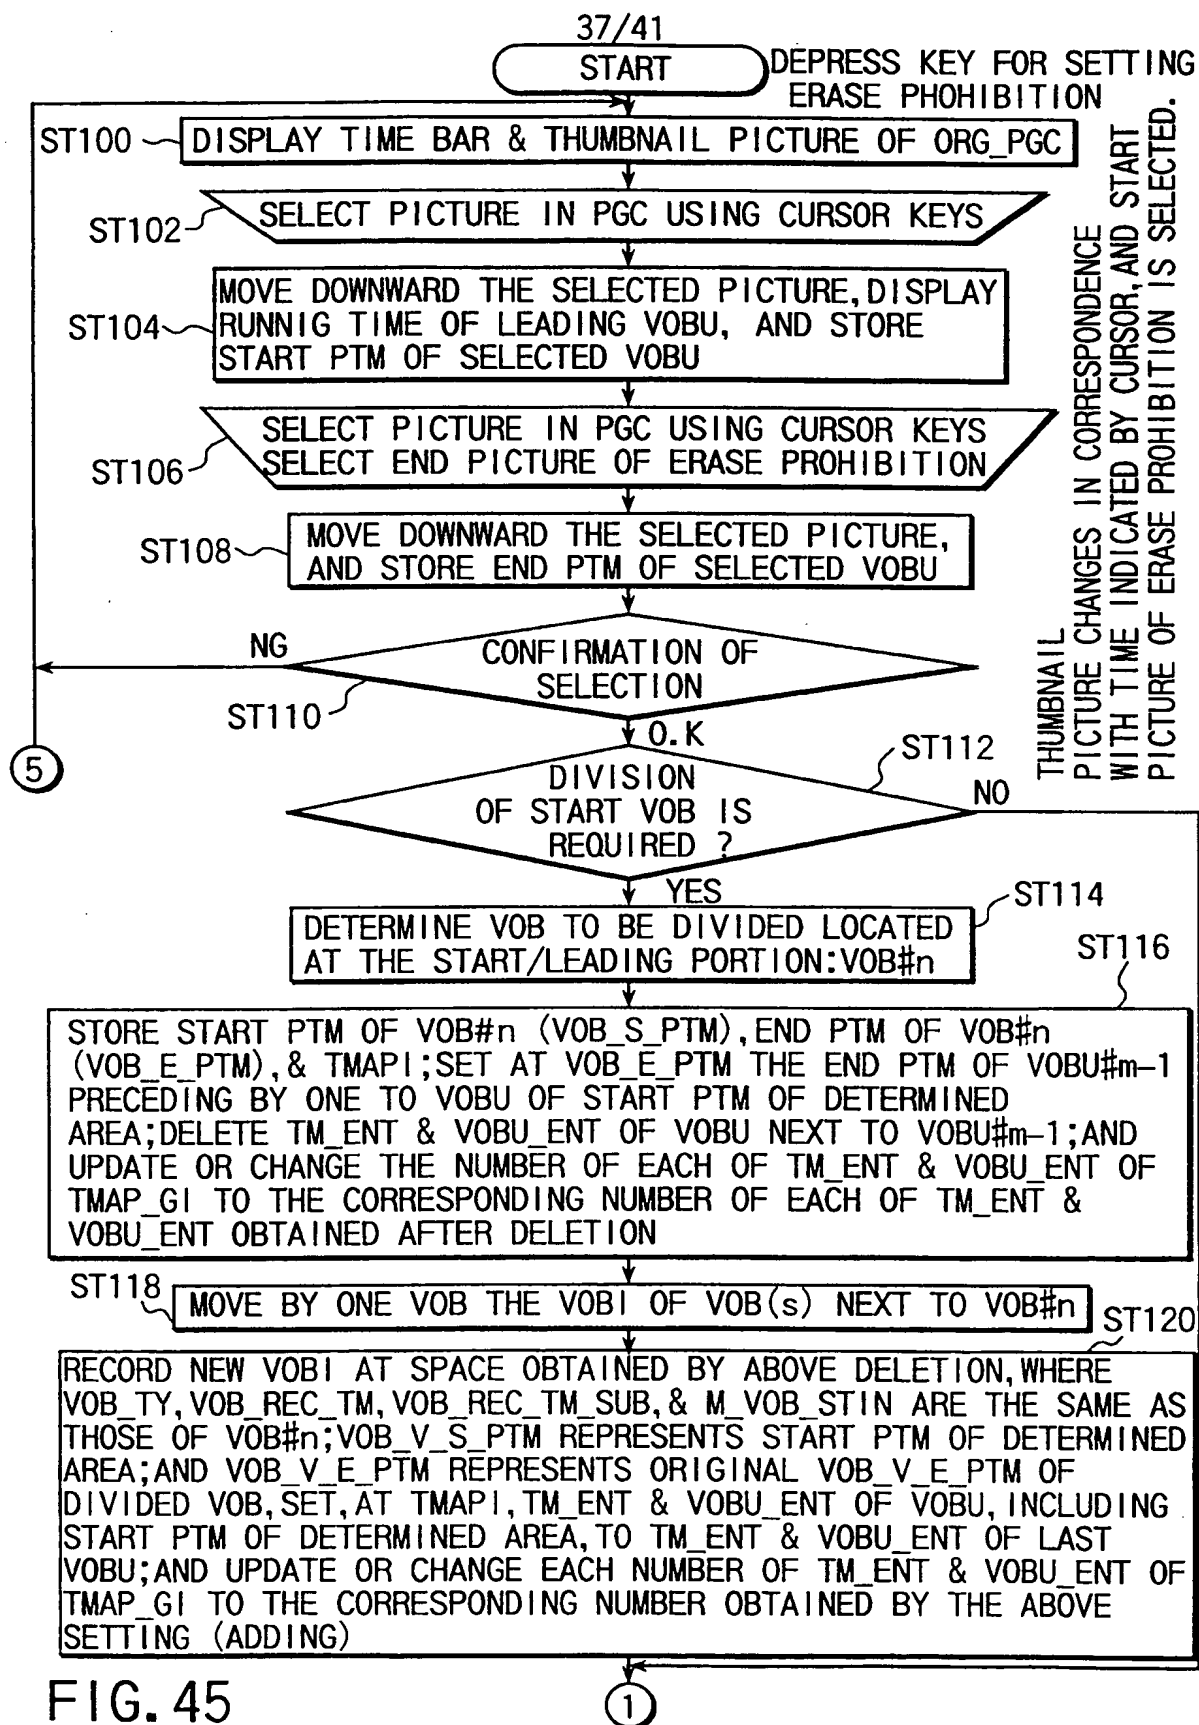 37/41
START
DEPRESS KEY FOR SETTING
ERASE PHOHIBITION
ST100
DISPLAY TIME BAR & THUMBNAIL PICTURE OF ORG_PGC
ST102
SELECT PICTURE IN PGC USING CURSOR KEYS
ST104
MOVE DOWNWARD THE SELECTED PICTURE, DISPLAY
RUNNIG TIME OF LEADING VOBU, AND STORE
START PTM OF SELECTED VOBU
ST106
SELECT PICTURE IN PGC USING CURSOR KEYS
SELECT END PICTURE OF ERASE PROHIBITION
ST108
MOVE DOWNWARD THE SELECTED PICTURE,
AND STORE END PTM OF SELECTED VOBU
THUMBNAIL
PICTURE CHANGES IN CORRESPONDENCE
WITH TIME INDICATED BY CURSOR, AND START
PICTURE OF ERASE PROHIBITION IS SELECTED.
NG
CONFIRMATION OF
SELECTION
ST110
O.K
5
ST112
DIVISION
OF START VOB IS
REQUIRED ?
NO
YES
ST114
DETERMINE VOB TO BE DIVIDED LOCATED
AT THE START/LEADING PORTION:VOB#n
ST116
STORE START PTM OF VOB#n (VOB_S_PTM), END PTM OF VOB#n
(VOB_E_PTM), & TMAPI;SET AT VOB_E_PTM THE END PTM OF VOBU#m-1
PRECEDING BY ONE TO VOBU OF START PTM OF DETERMINED
AREA;DELETE TM_ENT & VOBU_ENT OF VOBU NEXT TO VOBU#m-1;AND
UPDATE OR CHANGE THE NUMBER OF EACH OF TM_ENT & VOBU_ENT OF
TMAP_GI TO THE CORRESPONDING NUMBER OF EACH OF TM_ENT &
VOBU_ENT OBTAINED AFTER DELETION
ST118
MOVE BY ONE VOB THE VOBI OF VOB(s) NEXT TO VOB#n
ST120
RECORD NEW VOBI AT SPACE OBTAINED BY ABOVE DELETION, WHERE
VOB_TY, VOB_REC_TM, VOB_REC_TM_SUB, & M_VOB_STIN ARE THE SAME AS
THOSE OF VOB#n;VOB_V_S_PTM REPRESENTS START PTM OF DETERMINED
AREA;AND VOB_V_E_PTM REPRESENTS ORIGINAL VOB_V_E_PTM OF
DIVIDED VOB, SET, AT TMAPI, TM_ENT & VOBU_ENT OF VOBU, INCLUDING
START PTM OF DETERMINED AREA, TO TM_ENT & VOBU_ENT OF LAST
VOBU;AND UPDATE OR CHANGE EACH NUMBER OF TM_ENT & VOBU_ENT OF
TMAP_GI TO THE CORRESPONDING NUMBER OBTAINED BY THE ABOVE
SETTING (ADDING)
1
FIG. 45